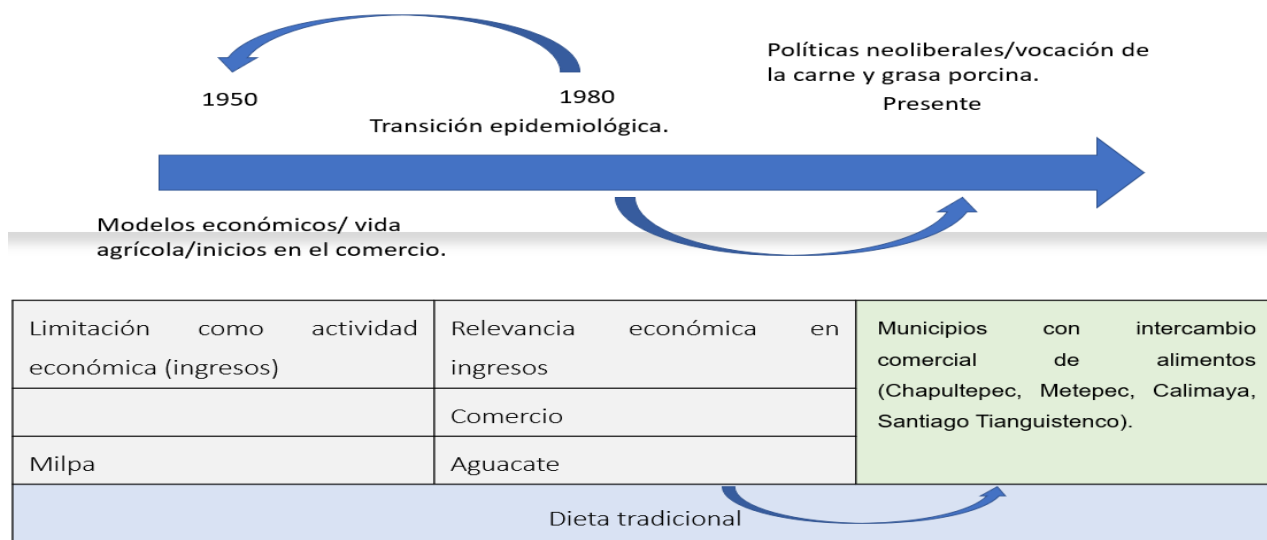 Políticas neoliberales/vocación de
la carne y grasa porcina.
1950
1980
Presente
Transición epidemiológica.
Modelos económicos/ vida
agrícola/inicios en el comercio.
Limitación como actividad
económica (ingresos)
Relevancia económica en
ingresos
Municipios con intercambio
comercial de alimentos
(Chapultepec, Metepec, Calimaya,
Santiago Tianguistenco).
Comercio
Milpa
Aguacate
Dieta tradicional